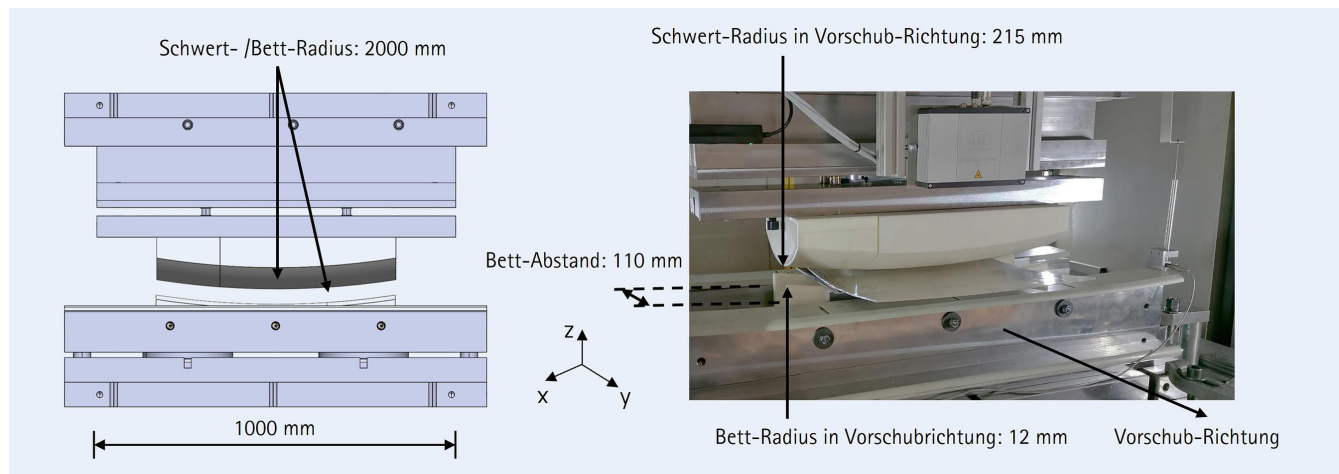 Schwert- /Bett-Radius: 2000 mm
Schwert-Radius in Vorschub-Richtung: 215 mm
Bett-Abstand: 110 mm
z
x
y
1000 mm
Bett-Radius in Vorschubrichtung: 12 mm
Vorschub-Richtung